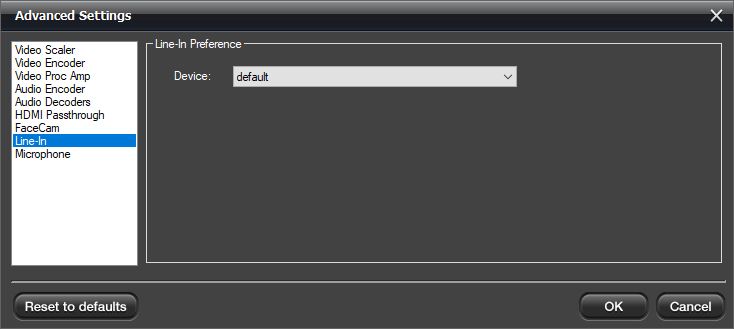 Advanced Settings
Video Scaler
Video Encoder
Video Proc Amp
Audio Encoder
Audio Decoders
HDMI Passthrough
FaceCam
Line-In
Microphone
Line-In Preference
Device: default
Reset to defaults OK Cancel